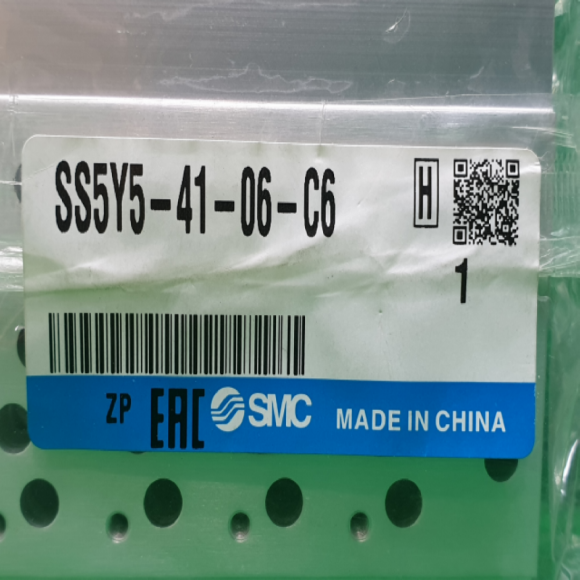 SS5Y5-41-06-C6
H
1
ZP EAC SMC MADE IN CHINA